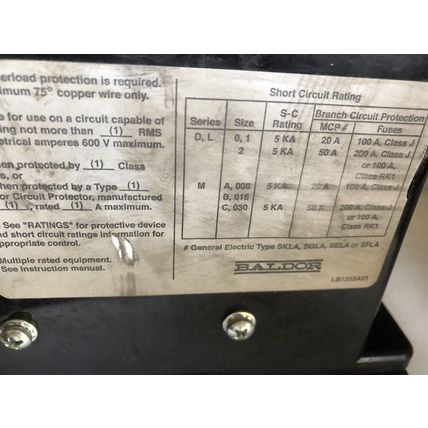 erload protection is required.
imum 75° copper wire only.
e for use on a circuit capable of
ing not more than (1) RMS
etrical amperes 600 V maximum.
en protected by (1) Class
s, or
hen protected by a Type (1)
or Circuit Protector, manufacturer
(1), rated (1) A maximum.
See "RATINGS" for protective device
nd short circuit ratings information for
appropriate control.
Multiple rated equipment.
See instruction manual.
Short Circuit Rating
Series Size S-C Rating Branch Circuit Protection
MCP # Fuses
D, L 0, 1 5 KA 20 A 100 A, Class J
2 5 KA 50 A 200 A, Class J
or 100 A,
Class RK1
M A, 008 5 KA 20 A 100 A, Class J
B, 016
C, 030 5 KA 50 A 200 A, Class J
or 100 A,
Class RK1
# General Electric Type SKLA, SGLA, SELA or SFLA
BALDOR
LB1255A01